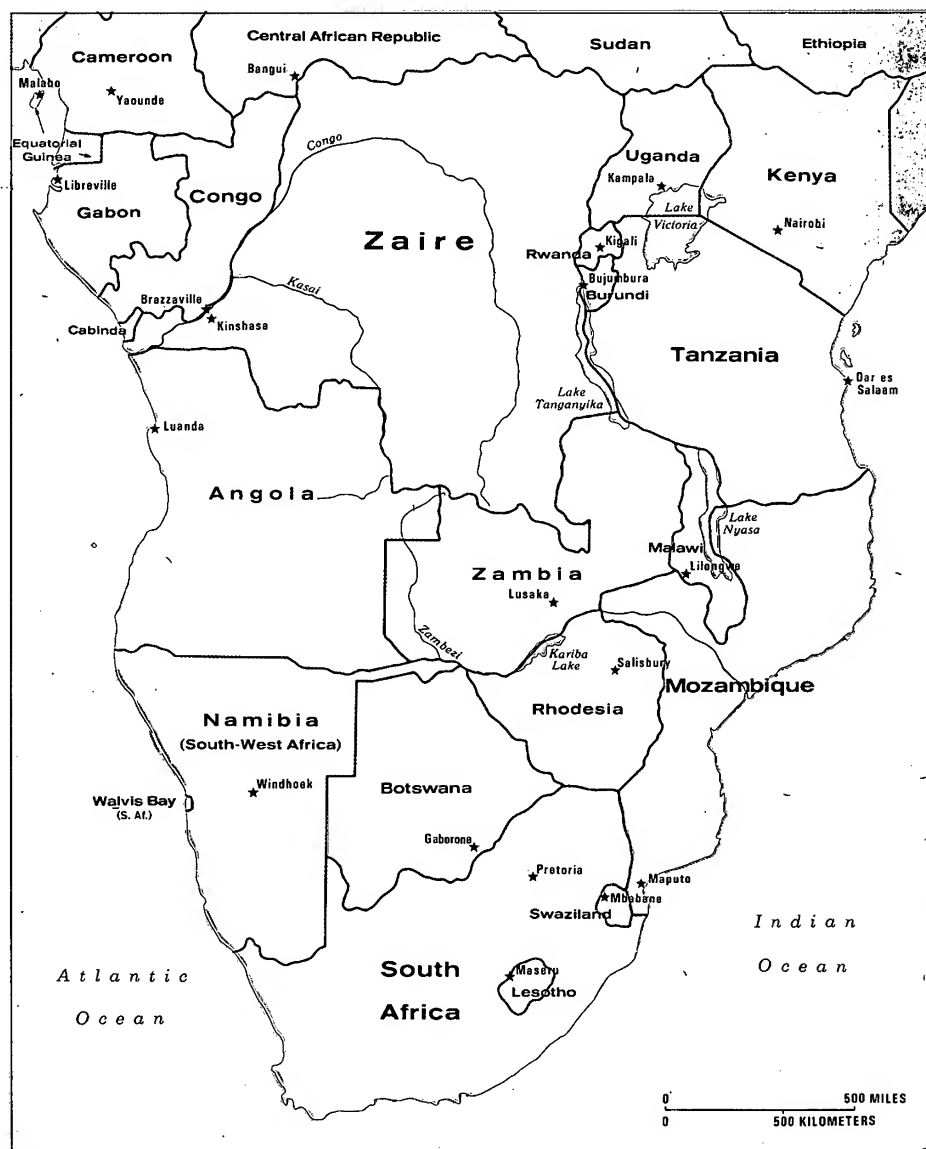 Central African Republic
Sudan
Ethiopia
Cameroon
Bangui
Malabo
Yaounde
Equatorial
Guinea
Congo
Uganda
Kampala
Kenya
Libreville
Congo
Gabon
Lake
Victoria
Nairobi
Zaire
Kigali
Rwanda
Kasai
Bujumbura
Burundi
Brazzaville
Kinshasa
Cabinda
Tanzania
Dar es
Salaam
Lake
Tanganyika
Luanda
Angola
Lake
Nyasa
Malawi
Lilongwe
Zambia
Lusaka
Zambezi
Kariba
Lake
Salisbury
Mozambique
Rhodesia
Namibia
(South-West Africa)
Windhoek
Botswana
Walvis Bay
(S. Af.)
Gaborone
Pretoria
Maputo
Mbabane
Swaziland
Indian
Ocean
Atlantic
Ocean
South
Africa
Maseru
Lesotho
0 500 MILES
0 500 KILOMETERS